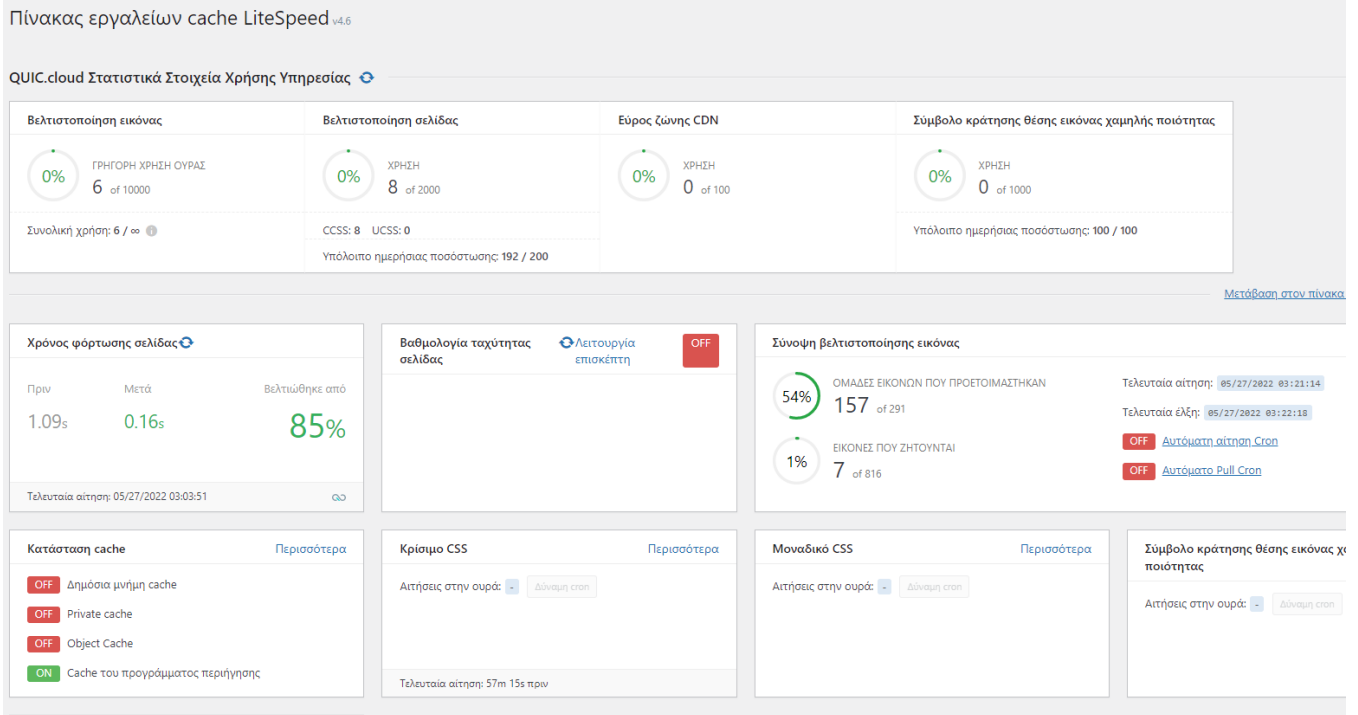 Πίνακας εργαλείων cache LiteSpeed v4.6
QUIC.cloud Στατιστικά Στοιχεία Χρήσης Υπηρεσίας
Βελτιστοποίηση εικόνας
0%
ΓΡΗΓΟΡΗ ΧΡΗΣΗ ΟΥΡΑΣ
6 of 10000
Συνολική χρήση: 6 / ∞
Βελτιστοποίηση σελίδας
0%
ΧΡΗΣΗ
8 of 2000
CCSS: 8 UCSS: 0
Υπόλοιπο ημερήσιας ποσόστωσης: 192 / 200
Εύρος ζώνης CDN
0%
ΧΡΗΣΗ
0 of 100
Σύμβολο κράτησης θέσης εικόνας χαμηλής ποιότητας
0%
ΧΡΗΣΗ
0 of 1000
Υπόλοιπο ημερήσιας ποσόστωσης: 100 / 100
Μετάβαση στον πίνακα
Χρόνος φόρτωσης σελίδας
Πριν
1.09s
Μετά
0.16s
Βελτιώθηκε από
85%
Τελευταία αίτηση: 05/27/2022 03:03:51
Βαθμολογία ταχύτητας
σελίδας
Λειτουργία
επισκέπτη
OFF
Σύνοψη βελτιστοποίησης εικόνας
54%
ΟΜΑΔΕΣ ΕΙΚΟΝΩΝ ΠΟΥ ΠΡΟΕΤΟΙΜΑΣΤΗΚΑΝ
157 of 291
1%
ΕΙΚΟΝΕΣ ΠΟΥ ΖΗΤΟΥΝΤΑΙ
7 of 816
Τελευταία αίτηση: 05/27/2022 03:21:14
Τελευταία έλξη: 05/27/2022 03:22:18
OFF Αυτόματη αίτηση Cron
OFF Αυτόματο Pull Cron
Κατάσταση cache Περισσότερα
OFF Δημόσια μνήμη cache
OFF Private cache
OFF Object Cache
ON Cache του προγράμματος περιήγησης
Κρίσιμο CSS Περισσότερα
Αιτήσεις στην ουρά: - Δύναμη cron
Τελευταία αίτηση: 57m 15s πριν
Μοναδικό CSS Περισσότερα
Αιτήσεις στην ουρά: - Δύναμη cron
Σύμβολο κράτησης θέσης εικόνας
ποιότητας
Αιτήσεις στην ουρά: - Δύναμη cron